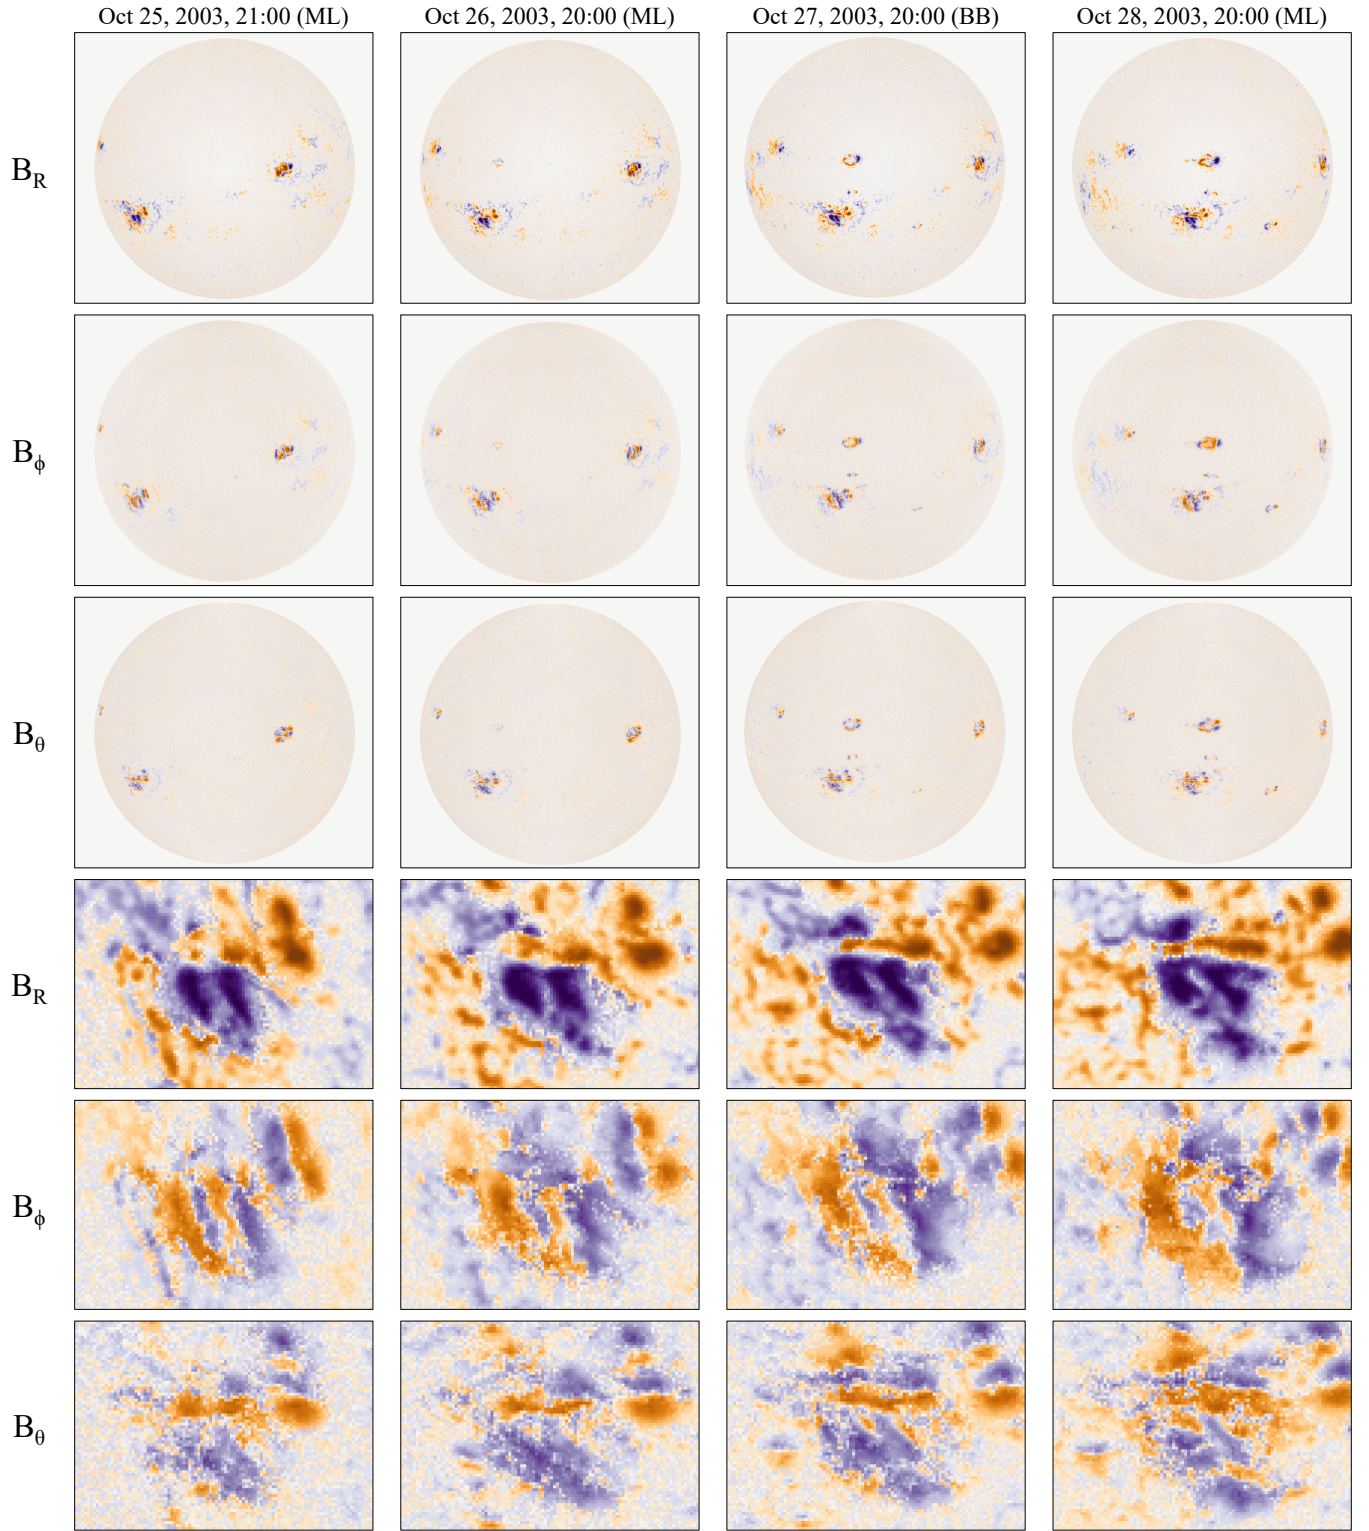 Oct 25, 2003, 21:00 (ML) Oct 26, 2003, 20:00 (ML) Oct 27, 2003, 20:00 (BB) Oct 28, 2003, 20:00 (ML)
B_R
B_ϕ
B_θ
B_R
B_ϕ
B_θ